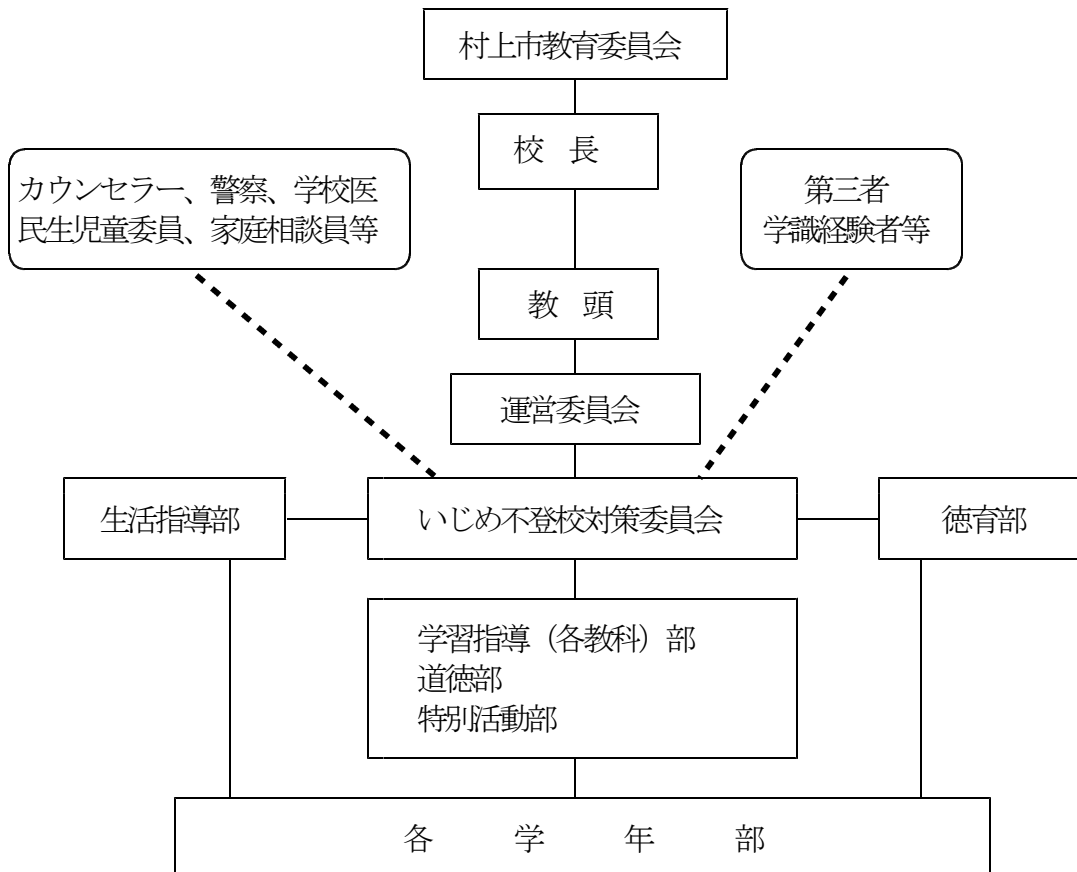 村上市教育委員会
校　長
カウンセラー、警察、学校医
民生児童委員、家庭相談員等
第三者
学識経験者等
教　頭
運営委員会
生活指導部
いじめ不登校対策委員会
徳育部
学習指導（各教科）部
道徳部
特別活動部
各　学　年　部